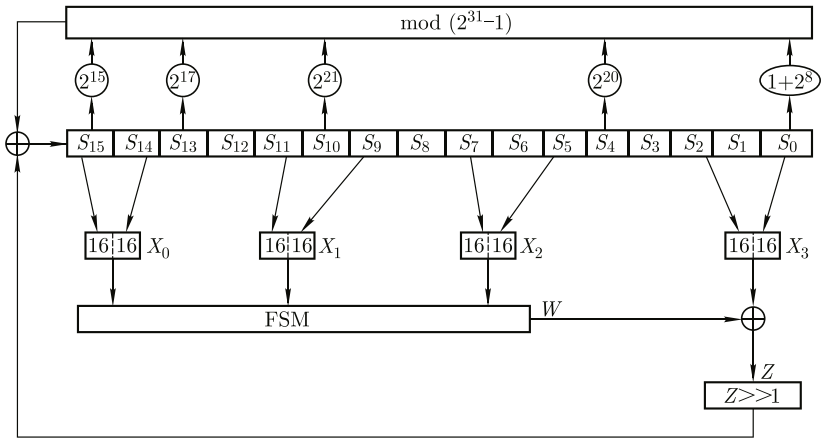 mod (2^31−1)
2^15 2^17 2^21 2^20 1+2^8
S_15 S_14 S_13 S_12 S_11 S_10 S_9 S_8 S_7 S_6 S_5 S_4 S_3 S_2 S_1 S_0
16 16 X_0 16 16 X_1 16 16 X_2 16 16 X_3
FSM W
Z
Z>>1